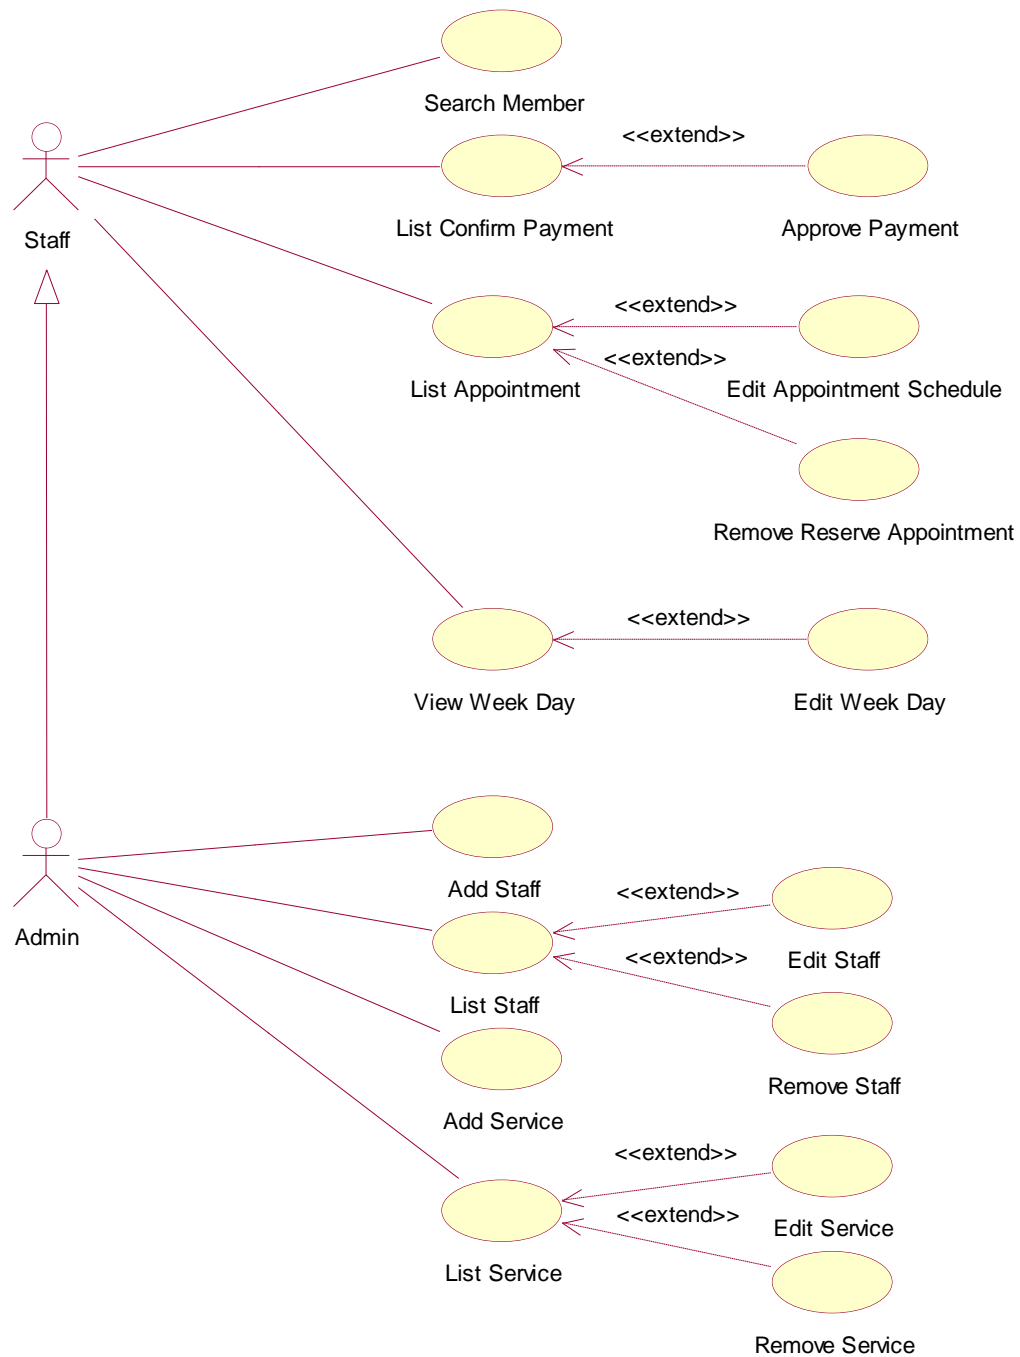 Search Member
<<extend>>
Staff
List Confirm Payment
Approve Payment
<<extend>>
<<extend>>
List Appointment
Edit Appointment Schedule
Remove Reserve Appointment
<<extend>>
View Week Day
Edit Week Day
Add Staff
<<extend>>
Admin
<<extend>>
Edit Staff
List Staff
Remove Staff
Add Service
<<extend>>
<<extend>>
Edit Service
List Service
Remove Service